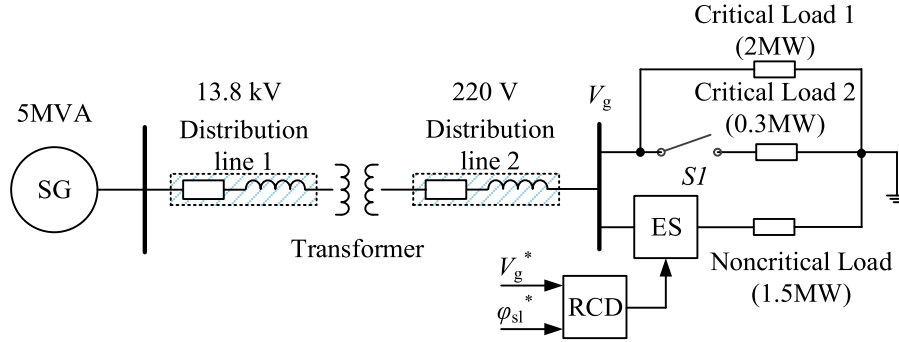 Critical Load 1
(2MW)
13.8 kV
220 V
Vg
Critical Load 2
(0.3MW)
5MVA
Distribution
line 1
Distribution
line 2
SG
S1
ES
Transformer
Noncritical Load
(1.5MW)
Vg*
RCD
φsl*